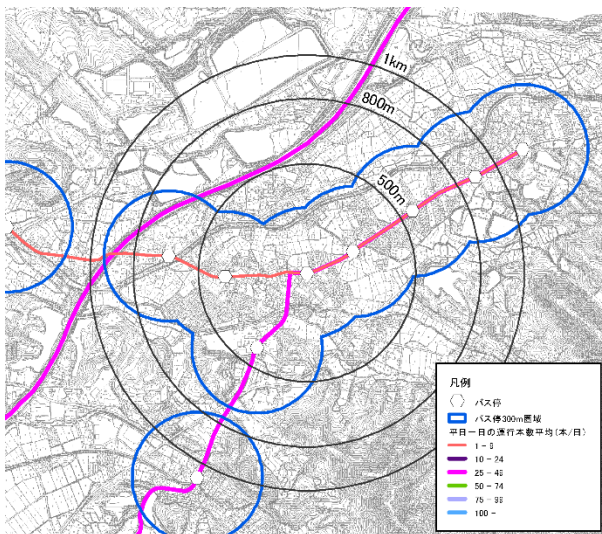 1km
800m
500m
凡例
バス停
バス停300m圏域
平日一日の運行本数平均(本/日)
1 - 9
10 - 24
25 - 49
50 - 74
75 - 99
100 -